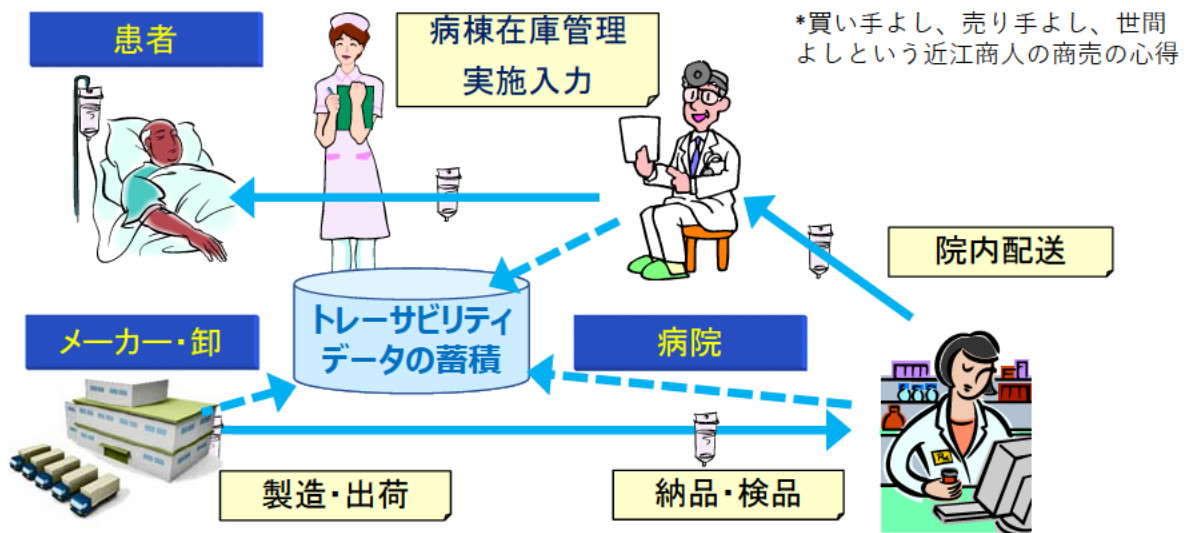 患者
病棟在庫管理
実施入力
*買い手よし、売り手よし、世間
よしという近江商人の商売の心得
院内配送
メーカー・卸
トレーサビリティ
データの蓄積
病院
製造・出荷
納品・検品